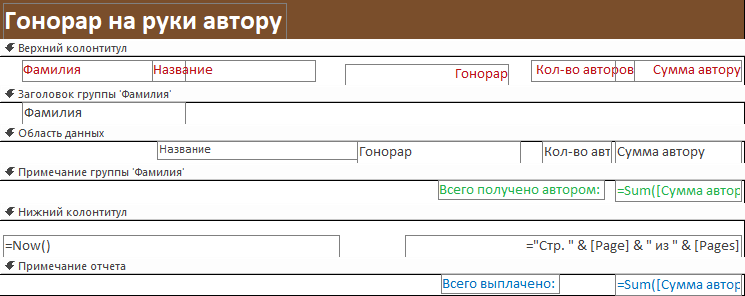 Гонорар на руки автору
Верхний колонтитул
Фамилия Название Гонорар Кол-во авторов Сумма автору
Заголовок группы 'Фамилия'
Фамилия
Область данных
Название Гонорар Кол-во авт Сумма автору
Примечание группы 'Фамилия'
Всего получено автором: =Sum([Сумма автор
Нижний колонтитул
=Now() ="Стр. " & [Page] & " из " & [Pages]
Примечание отчета
Всего выплачено: =Sum([Сумма автор